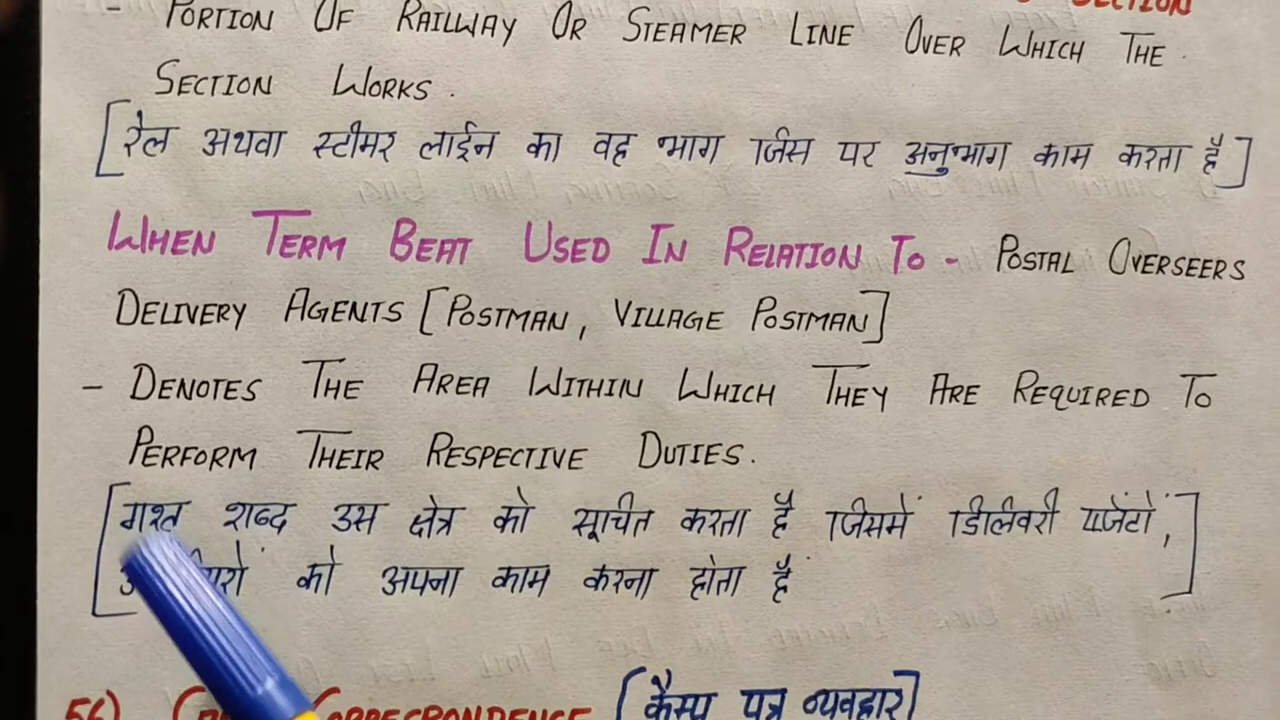 SECTION
- PORTION OF RAILWAY OR STEAMER LINE OVER WHICH THE
SECTION WORKS.
[रेल अथवा स्टीमर लाईन का वह भाग जिस पर अनुभाग काम करता है]
WHEN TERM BEAT USED IN RELATION TO - POSTAL OVERSEERS
DELIVERY AGENTS [POSTMAN, VILLAGE POSTMAN]
- DENOTES THE AREA WITHIN WHICH THEY ARE REQUIRED TO
PERFORM THEIR RESPECTIVE DUTIES.
[गश्त शब्द उस क्षेत्र को सूचित करता है जिसमें डिलिवरी एजेंटों,
को अपना काम करना होता है]
56) CORRESPONDENCE [कैम्प पत्र व्यवहार]